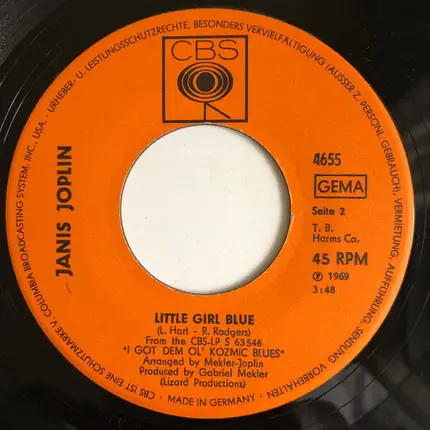 URHEBER- U. LEISTUNGSSCHUTZRECHTE, BESONDERS VERVIELFÄLTIGUNG (AUSSER Z. PERSÖNL. GEBRAUCH), VERMIETUNG, AUFFÜHRUNG, SENDUNG VORBEHALTEN
CBS
JANIS JOPLIN
4655
GEMA
Seite 2
T. B.
Harms Co.
45 RPM
℗ 1969
3:48
LITTLE GIRL BLUE
(L. Hart - R. Rodgers)
From the CBS-LP S 63546
"I GOT DEM OL' KOZMIC BLUES"
Arranged by Mekler-Joplin
Produced by Gabriel Mekler
(Lizard Productions)
CBS IST EINE SCHUTZMARKE V. COLUMBIA BROADCASTING SYSTEM, INC., USA. · MADE IN GERMANY ·